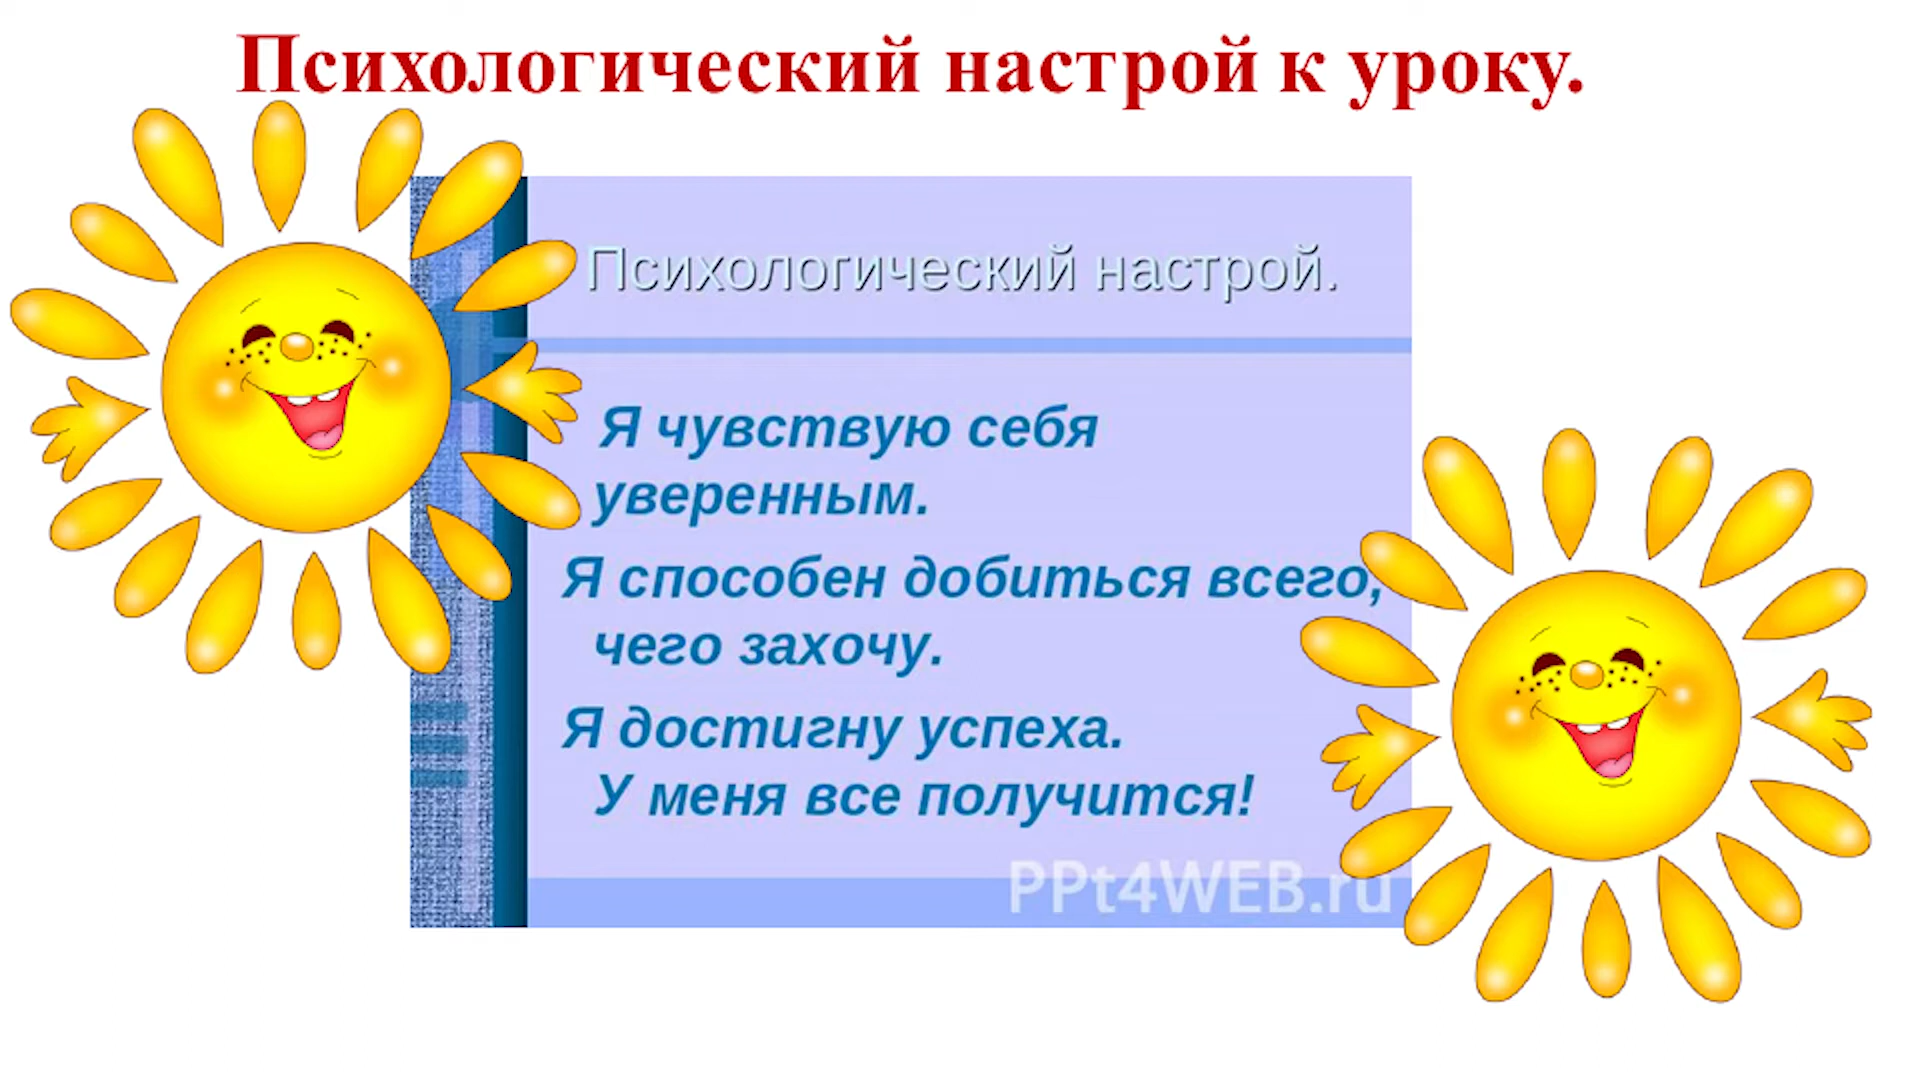 Психологический настрой к уроку.
Психологический настрой.
Я чувствую себя
уверенным.
Я способен добиться всего,
чего захочу.
Я достигну успеха.
У меня все получится!
PPt4WEB.ru